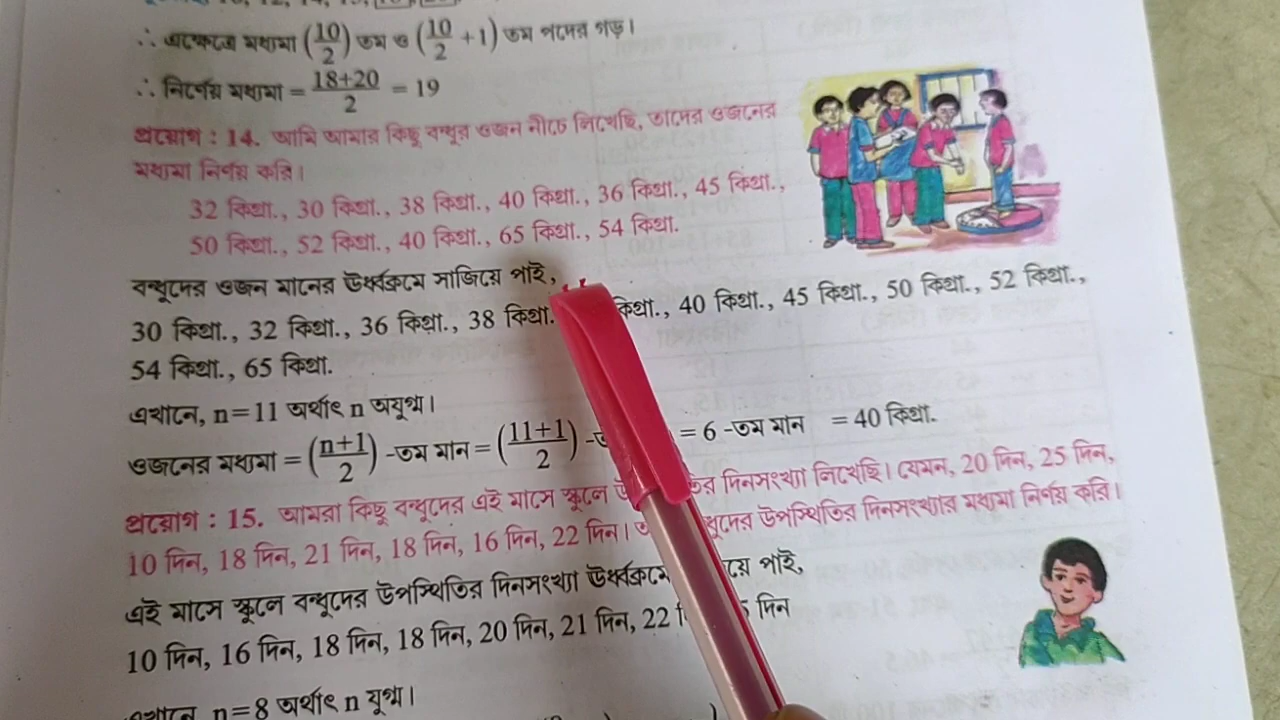 ∴ এক্ষেত্রে মধ্যমা (10/2) তম ও (10/2 + 1) তম পদের গড়।
∴ নির্ণেয় মধ্যমা = (18+20)/2 = 19
প্রয়োগ : 14. আমি আমার কিছু বন্ধুর ওজন নীচে লিখেছি, তাদের ওজনের
মধ্যমা নির্ণয় করি।
32 কিগ্রা., 30 কিগ্রা., 38 কিগ্রা., 40 কিগ্রা., 36 কিগ্রা., 45 কিগ্রা.,
50 কিগ্রা., 52 কিগ্রা., 40 কিগ্রা., 65 কিগ্রা., 54 কিগ্রা.
বন্ধুদের ওজন মানের ঊর্ধ্বক্রমে সাজিয়ে পাই,
30 কিগ্রা., 32 কিগ্রা., 36 কিগ্রা., 38 কিগ্রা. কিগ্রা., 40 কিগ্রা., 45 কিগ্রা., 50 কিগ্রা., 52 কিগ্রা.,
54 কিগ্রা., 65 কিগ্রা.
এখানে, n=11 অর্থাৎ n অযুগ্ম।
ওজনের মধ্যমা = ((n+1)/2) -তম মান = ((11+1)/2) = 6 -তম মান = 40 কিগ্রা.
প্রয়োগ : 15. আমরা কিছু বন্ধুদের এই মাসে স্কুলে দিনসংখ্যা লিখেছি। যেমন, 20 দিন, 25 দিন,
10 দিন, 18 দিন, 21 দিন, 18 দিন, 16 দিন, 22 দিন। উপস্থিতির দিনসংখ্যার মধ্যমা নির্ণয় করি।
এই মাসে স্কুলে বন্ধুদের উপস্থিতির দিনসংখ্যা ঊর্ধ্বক্রমে পাই,
10 দিন, 16 দিন, 18 দিন, 18 দিন, 20 দিন, 21 দিন, 22 দিন
এখানে, n=8 অর্থাৎ n যুগ্ম।